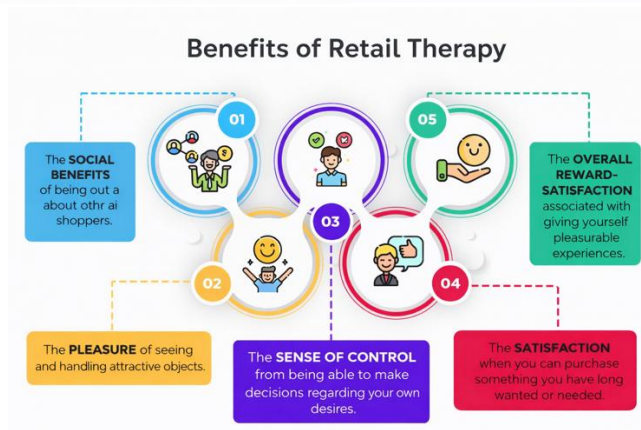 Benefits of Retail Therapy
01
The SOCIAL
BENEFITS
of being out a
about othr ai
shoppers.
02
The PLEASURE of seeing
and handling attractive objects.
03
The SENSE OF CONTROL
from being able to make
decisions regarding your own
desires.
04
The SATISFACTION
when you can purchase
something you have long
wanted or needed.
05
The OVERALL
REWARD-
SATISFACTION
associated with
giving yourself
pleasurable
experiences.
$